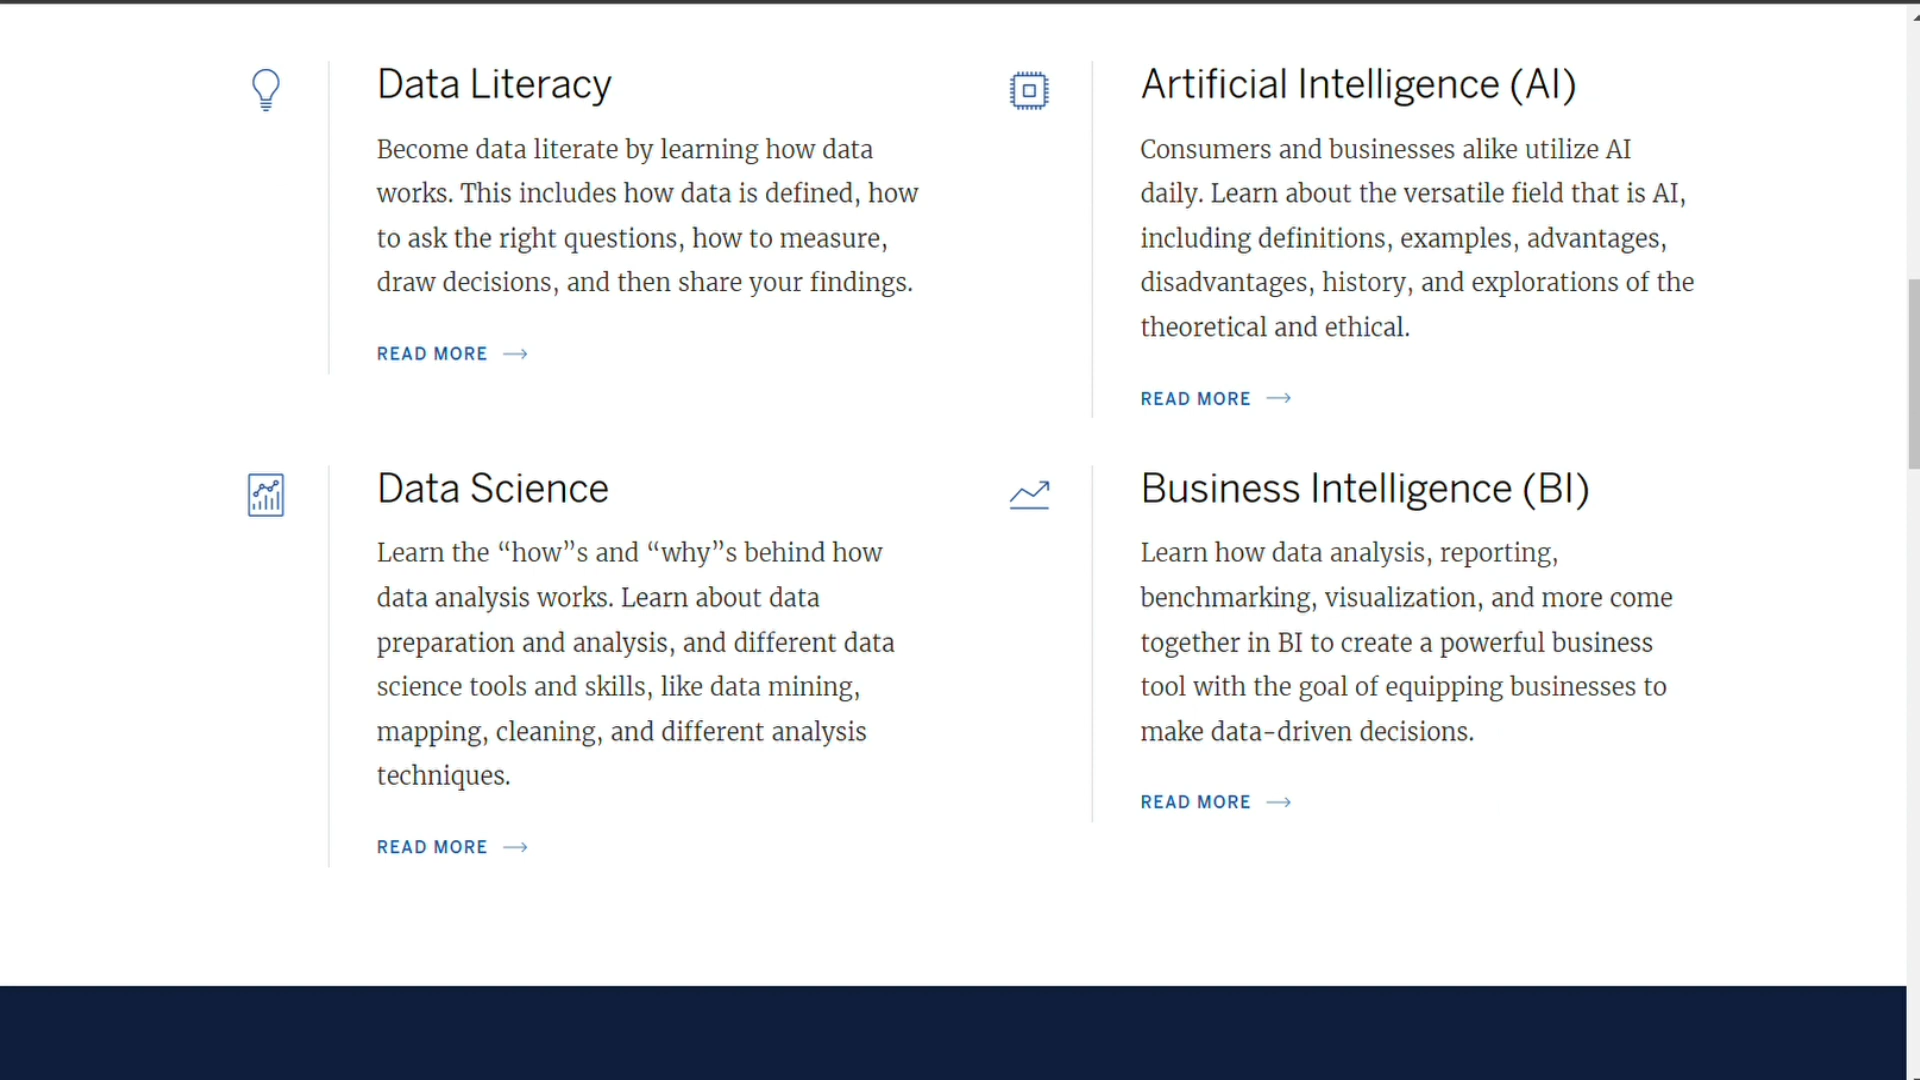 Data Literacy
Become data literate by learning how data
works. This includes how data is defined, how
to ask the right questions, how to measure,
draw decisions, and then share your findings.
READ MORE
Artificial Intelligence (AI)
Consumers and businesses alike utilize AI
daily. Learn about the versatile field that is AI,
including definitions, examples, advantages,
disadvantages, history, and explorations of the
theoretical and ethical.
READ MORE
Data Science
Learn the “how”s and “why”s behind how
data analysis works. Learn about data
preparation and analysis, and different data
science tools and skills, like data mining,
mapping, cleaning, and different analysis
techniques.
READ MORE
Business Intelligence (BI)
Learn how data analysis, reporting,
benchmarking, visualization, and more come
together in BI to create a powerful business
tool with the goal of equipping businesses to
make data-driven decisions.
READ MORE